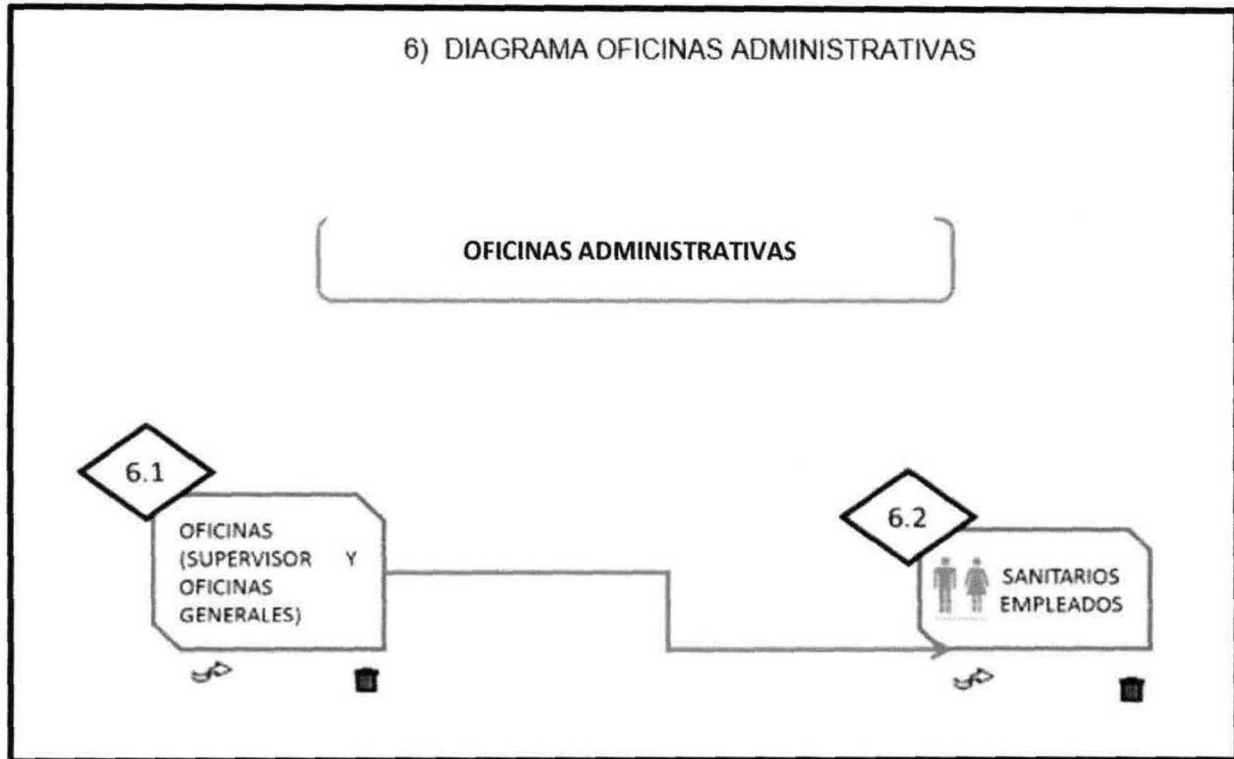 6) DIAGRAMA OFICINAS ADMINISTRATIVAS
OFICINAS ADMINISTRATIVAS
6.1
OFICINAS
(SUPERVISOR Y
OFICINAS
GENERALES)
6.2
SANITARIOS
EMPLEADOS